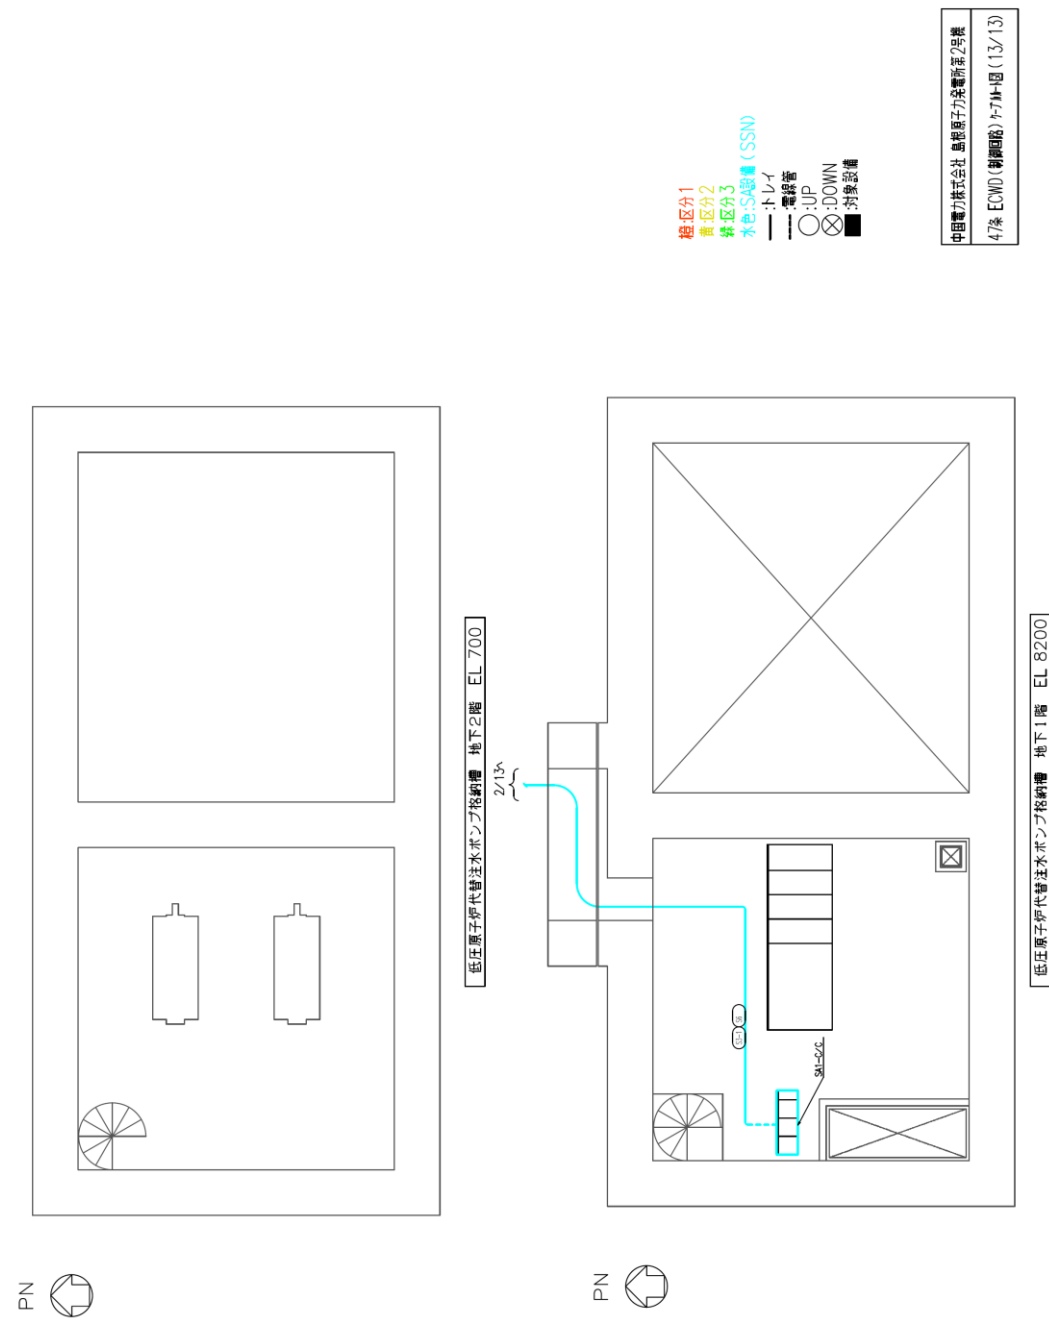 中国電力株式会社 島根原子力発電所第2号機
47条 ECWD(制御回路)ケーブルルート図(13/13)
橙:区分1
黄:区分2
緑:区分3
水色:SA設備(SSN)
:トレイ
:電線管
:UP
:DOWN
:対象設備
低圧原子炉代替注水ポンプ格納槽 地下2階 EL 700
2/13へ
S3-1
S6
SA1-C/C
低圧原子炉代替注水ポンプ格納槽 地下1階 EL 8200
PN
PN